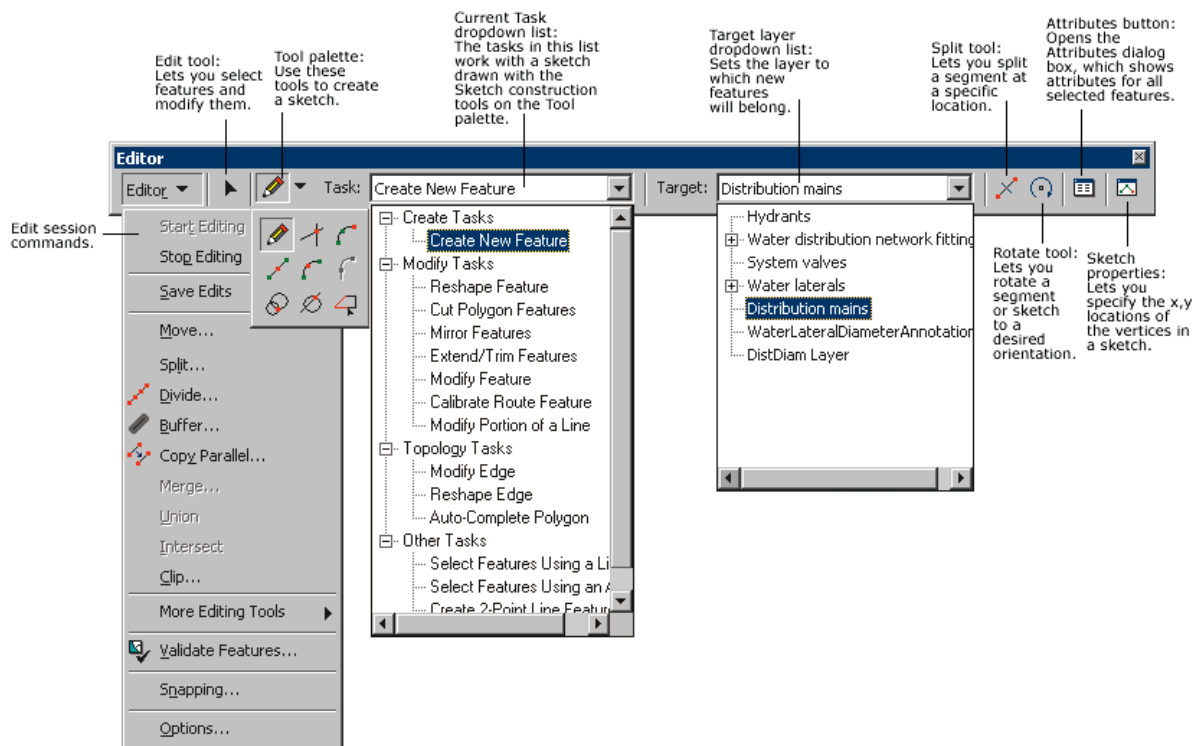 Edit tool:
Lets you select
features and
modify them.
Tool palette:
Use these
tools to create
a sketch.
Current Task
dropdown list:
The tasks in this list
work with a sketch
drawn with the
Sketch construction
tools on the Tool
palette.
Target layer
dropdown list:
Sets the layer to
which new
features
will belong.
Split tool:
Lets you split
a segment at
a specific
location.
Attributes button:
Opens the
Attributes dialog
box, which shows
attributes for all
selected features.
Editor
Editor
Task:
Create New Feature
Target:
Distribution mains
Edit session
commands.
Start Editing
Stop Editing
Save Edits
Move...
Split...
Divide...
Buffer...
Copy Parallel...
Merge...
Union
Intersect
Clip...
More Editing Tools
Validate Features...
Snapping...
Options...
Create Tasks
Create New Feature
Modify Tasks
Reshape Feature
Cut Polygon Features
Mirror Features
Extend/Trim Features
Modify Feature
Calibrate Route Feature
Modify Portion of a Line
Topology Tasks
Modify Edge
Reshape Edge
Auto-Complete Polygon
Other Tasks
Select Features Using a Li
Select Features Using an
Create 2-Point Line Featur
Hydrants
Water distribution network fitting
System valves
Water laterals
Distribution mains
WaterLateralDiameterAnnotation
DistDiam Layer
Rotate tool:
Lets you
rotate a
segment
or sketch
to a
desired
orientation.
Sketch
properties:
Lets you
specify the x,y
locations of
the vertices in
a sketch.